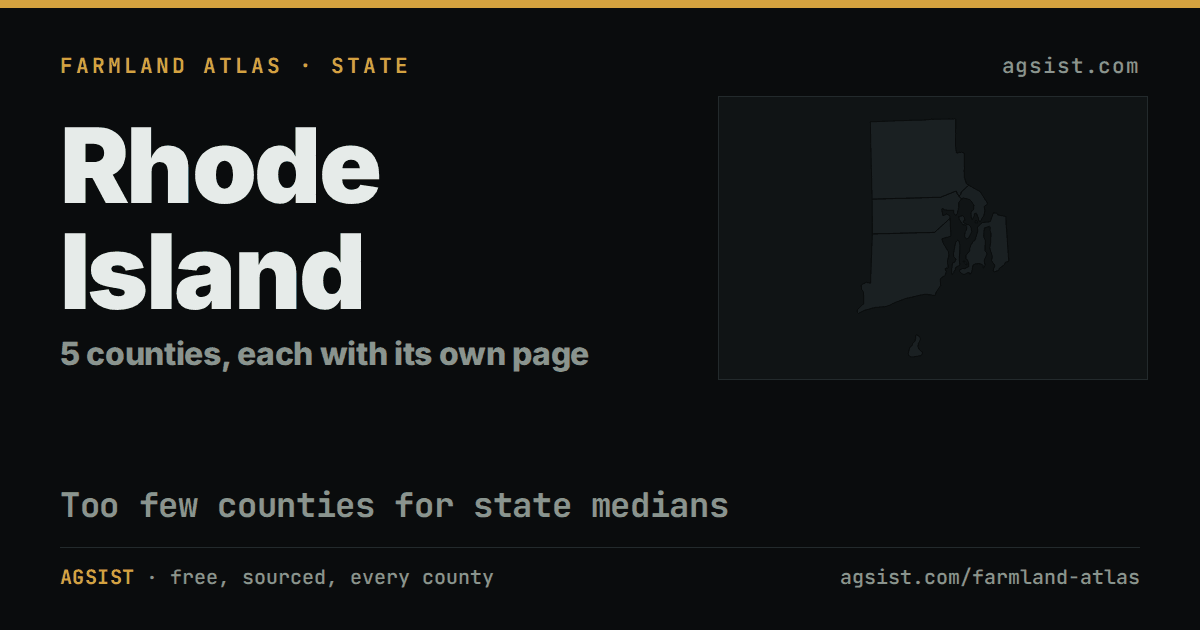 FARMLAND ATLAS · STATE
agsist.com
Rhode
Island
5 counties, each with its own page
Too few counties for state medians
AGSIST · free, sourced, every county
agsist.com/farmland-atlas